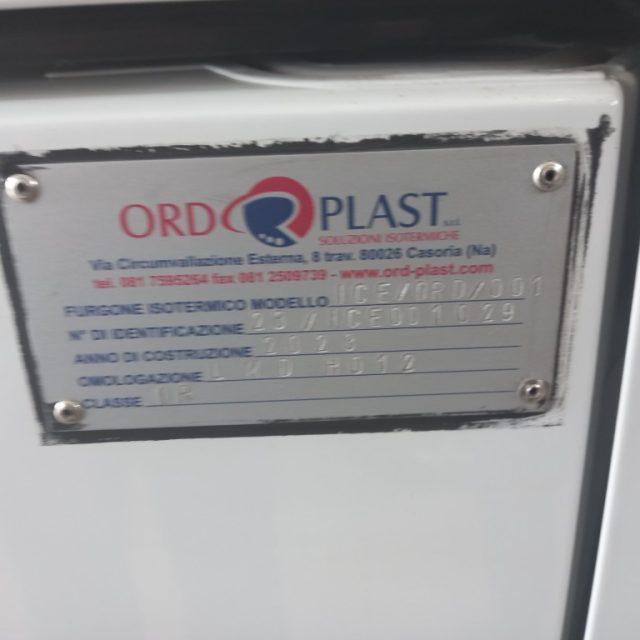 ORD PLAST s.r.l.
SOLUZIONI ISOTERMICHE
Via Circumvallazione Esterna, 8 trav. 80026 Casoria (Na)
tel. 081 7595264 fax 081 2509739 - www.ord-plast.com
FURGONE ISOTERMICO MODELLO ICE/ORD/001
N° DI IDENTIFICAZIONE 23/ICE001029
ANNO DI COSTRUZIONE 2023
OMOLOGAZIONE L MD H012
CLASSE IR